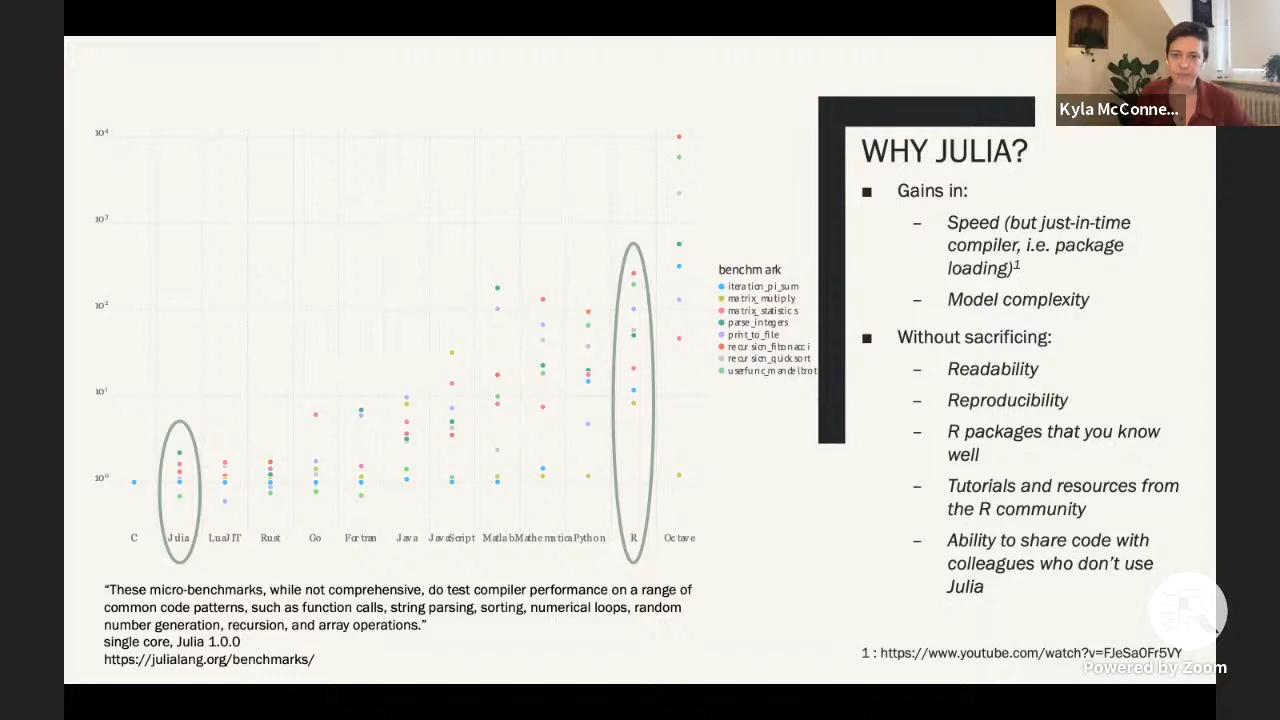 Kyla McConne...
WHY JULIA?
■ Gains in:
– Speed (but just-in-time
compiler, i.e. package
loading)¹
– Model complexity
■ Without sacrificing:
– Readability
– Reproducibility
– R packages that you know
well
– Tutorials and resources from
the R community
– Ability to share code with
colleagues who don't use
Julia
10⁴
10³
10²
10¹
10⁰
C Julia LuaJIT Rust Go Fortran Java JavaScript Matlab Mathematica Python R Octave
benchmark
iteration_pi_sum
matrix_multiply
matrix_statistics
parse_integers
print_to_file
recursion_fibonacci
recursion_quicksort
userfunc_mandelbrot
“These micro-benchmarks, while not comprehensive, do test compiler performance on a range of
common code patterns, such as function calls, string parsing, sorting, numerical loops, random
number generation, recursion, and array operations.”
single core, Julia 1.0.0
https://julialang.org/benchmarks/
1 : https://www.youtube.com/watch?v=FJeSa0Fr5VY
Powered by Zoom